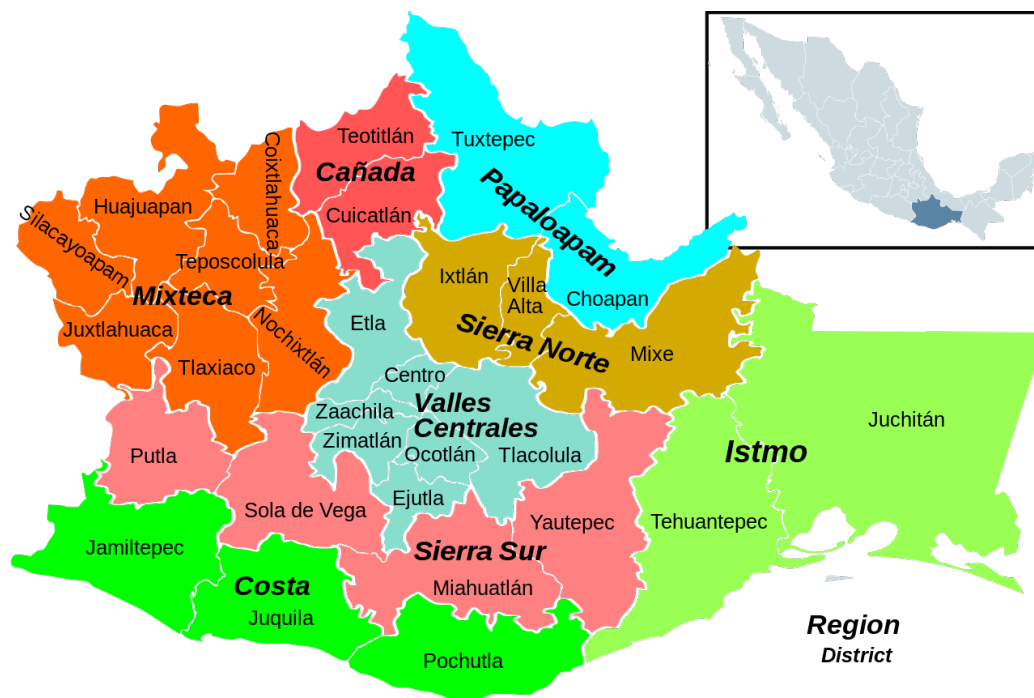 Teotitlán
Tuxtepec
Coixtlahuaca
Cañada
Papaloapam
Huajuapan
Cuicatlán
Silacayoapam
Teposcolula
Ixtlán
Villa
Alta
Choapan
Mixteca
Juxtlahuaca
Nochixtlán
Etla
Sierra Norte
Mixe
Tlaxiaco
Centro
Valles
Centrales
Zaachila
Zimatlán
Ocotlán
Tlacolula
Juchitán
Istmo
Putla
Ejutla
Sola de Vega
Yautepec
Tehuantepec
Jamiltepec
Sierra Sur
Costa
Miahuatlán
Juquila
Pochutla
Region
District